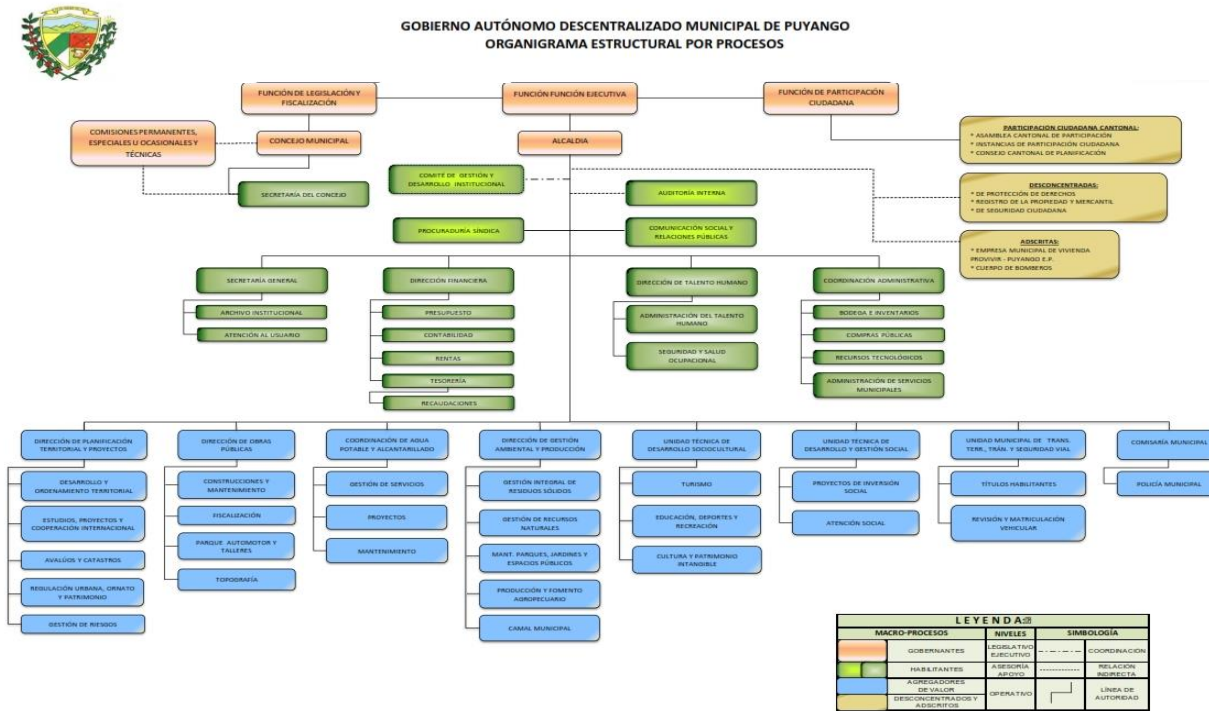 GOBIERNO AUTÓNOMO DESCENTRALIZADO MUNICIPAL DE PUYANGO
ORGANIGRAMA ESTRUCTURAL POR PROCESOS
FUNCIÓN DE LEGISLACIÓN Y
FISCALIZACIÓN
FUNCIÓN FUNCIÓN EJECUTIVA
FUNCIÓN DE PARTICIPACIÓN
CIUDADANA
COMISIONES PERMANENTES,
ESPECIALES U OCASIONALES Y
TÉCNICAS
CONCEJO MUNICIPAL
ALCALDIA
PARTICIPACIÓN CIUDADANA CANTONAL:
* ASAMBLEA CANTONAL DE PARTICIPACIÓN
* INSTANCIAS DE PARTICIPACIÓN CIUDADANA
* CONSEJO CANTONAL DE PLANIFICACIÓN
SECRETARÍA DEL CONCEJO
COMITÉ DE GESTIÓN Y
DESARROLLO INSTITUCIONAL
AUDITORÍA INTERNA
DESCONCENTRADAS:
* DE PROTECCIÓN DE DERECHOS
* REGISTRO DE LA PROPIEDAD Y MERCANTIL
* DE SEGURIDAD CIUDADANA
PROCURADURÍA SÍNDICA
COMUNICACIÓN SOCIAL Y
RELACIONES PÚBLICAS
ADSCRITAS:
* EMPRESA MUNICIPAL DE VIVIENDA
PROVIVIR - PUYANGO E.P.
* CUERPO DE BOMBEROS
SECRETARÍA GENERAL
ARCHIVO INSTITUCIONAL
ATENCIÓN AL USUARIO
DIRECCIÓN FINANCIERA
PRESUPUESTO
CONTABILIDAD
RENTAS
TESORERÍA
RECAUDACIONES
DIRECCIÓN DE TALENTO HUMANO
ADMINISTRACIÓN DEL TALENTO
HUMANO
SEGURIDAD Y SALUD
OCUPACIONAL
COORDINACIÓN ADMINISTRATIVA
BODEGA E INVENTARIOS
COMPRAS PÚBLICAS
RECURSOS TECNOLÓGICOS
ADMINISTRACIÓN DE SERVICIOS
MUNICIPALES
DIRECCIÓN DE PLANIFICACIÓN
TERRITORIAL Y PROYECTOS
DESARROLLO Y
ORDENAMIENTO TERRITORIAL
ESTUDIOS, PROYECTOS Y
COOPERACIÓN INTERNACIONAL
AVALÚOS Y CATASTROS
REGULACIÓN URBANA, ORNATO
Y PATRIMONIO
GESTIÓN DE RIESGOS
DIRECCIÓN DE OBRAS
PÚBLICAS
CONSTRUCCIONES Y
MANTENIMIENTO
FISCALIZACIÓN
PARQUE AUTOMOTOR Y
TALLERES
TOPOGRAFÍA
COORDINACIÓN DE AGUA
POTABLE Y ALCANTARILLADO
GESTIÓN DE SERVICIOS
PROYECTOS
MANTENIMIENTO
DIRECCIÓN DE GESTIÓN
AMBIENTAL Y PRODUCCIÓN
GESTIÓN INTEGRAL DE
RESIDUOS SÓLIDOS
GESTIÓN DE RECURSOS
NATURALES
MANT. PARQUES, JARDINES Y
ESPACIOS PÚBLICOS
PRODUCCIÓN Y FOMENTO
AGROPECUARIO
CAMAL MUNICIPAL
UNIDAD TÉCNICA DE
DESARROLLO SOCIOCULTURAL
TURISMO
EDUCACIÓN, DEPORTES Y
RECREACIÓN
CULTURA Y PATRIMONIO
INTANGIBLE
UNIDAD TÉCNICA DE
DESARROLLO Y GESTIÓN SOCIAL
PROYECTOS DE INVERSIÓN
SOCIAL
ATENCIÓN SOCIAL
UNIDAD MUNICIPAL DE TRANS.
TERR., TRÁN. Y SEGURIDAD VIAL
TÍTULOS HABILITANTES
REVISIÓN Y MATRICULACIÓN
VEHICULAR
COMISARÍA MUNICIPAL
POLICÍA MUNICIPAL
LEYENDA:
MACRO-PROCESOS NIVELES SIMBOLOGÍA
GOBERNANTES LEGISLATIVO EJECUTIVO COORDINACIÓN
HABILITANTES ASESORÍA APOYO RELACIÓN INDIRECTA
AGREGADORES DE VALOR OPERATIVO LÍNEA DE AUTORIDAD
DESCONCENTRADOS Y ADSCRITOS